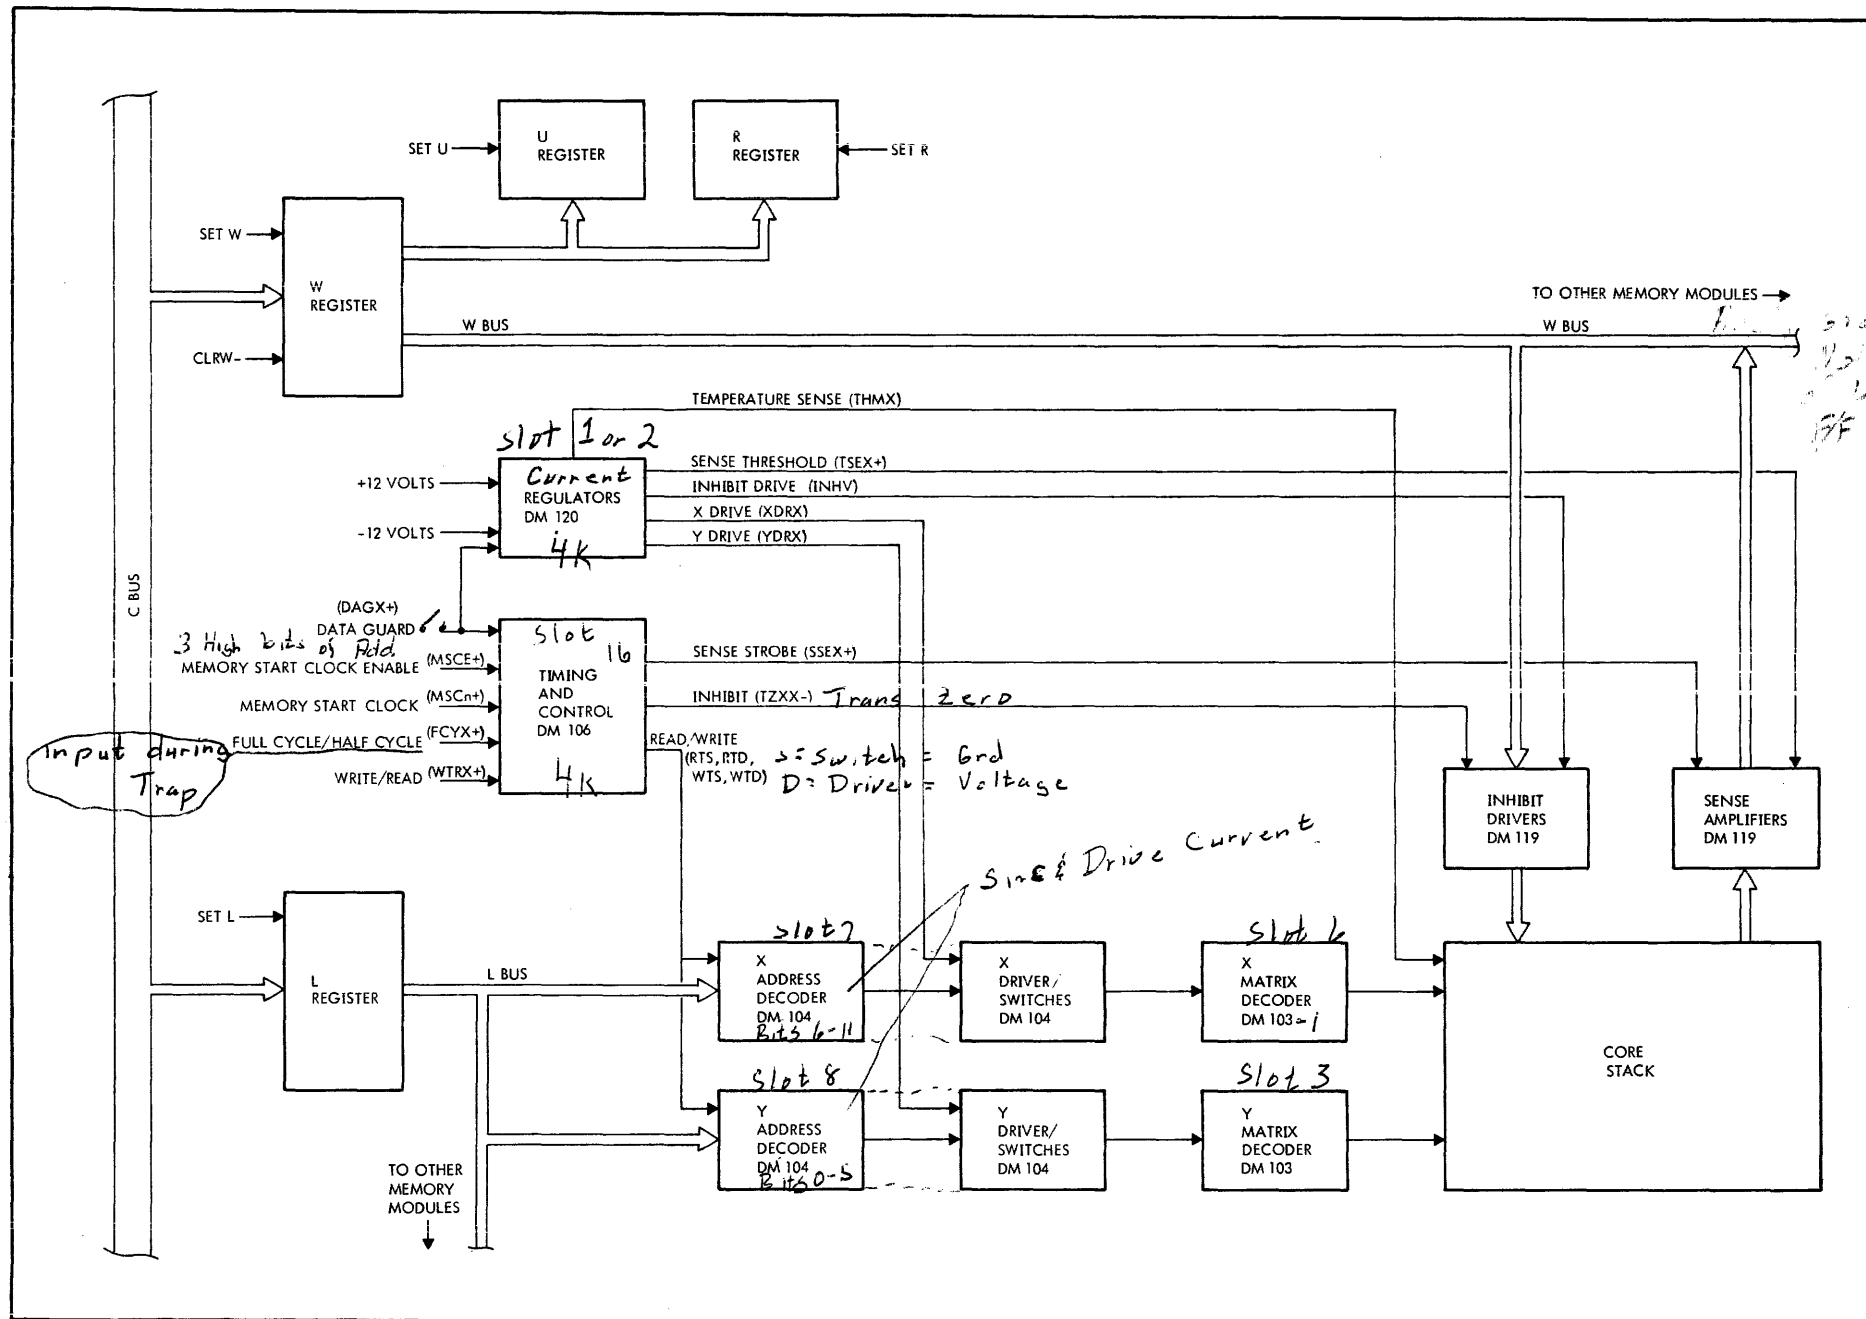 U
REGISTER
R
REGISTER
SET U
SET R
SET W
W
REGISTER
CLRW-
W BUS
TO OTHER MEMORY MODULES
W BUS
F/F
TEMPERATURE SENSE (THMX)
Slot 1 or 2
Current
REGULATORS
DM 120
4K
+12 VOLTS
-12 VOLTS
SENSE THRESHOLD (TSEX+)
INHIBIT DRIVE (INHV)
X DRIVE (XDRX)
Y DRIVE (YDRX)
C BUS
(DAGX+)
DATA GUARD
3 High bits of Add.
MEMORY START CLOCK ENABLE (MSCE+)
MEMORY START CLOCK (MSCn+)
FULL CYCLE/HALF CYCLE (FCYX+)
WRITE/READ (WTRX+)
input during
Trap
Slot
16
TIMING
AND
CONTROL
DM 106
4K
SENSE STROBE (SSEX+)
INHIBIT (TZXX-) Trans Zero
READ/WRITE
(RTS, RTD,
WTS, WTD)
S = Switch = Grd
D = Driver = Voltage
INHIBIT
DRIVERS
DM 119
SENSE
AMPLIFIERS
DM 119
& Drive Current
SET L
L
REGISTER
L BUS
Slot 7
X
ADDRESS
DECODER
DM 104
Bits 6-11
X
DRIVER/
SWITCHES
DM 104
Slot 6
X
MATRIX
DECODER
DM 103-1
CORE
STACK
Slot 8
Y
ADDRESS
DECODER
DM 104
Bits 0-5
Y
DRIVER/
SWITCHES
DM 104
Slot 3
Y
MATRIX
DECODER
DM 103
TO OTHER
MEMORY
MODULES